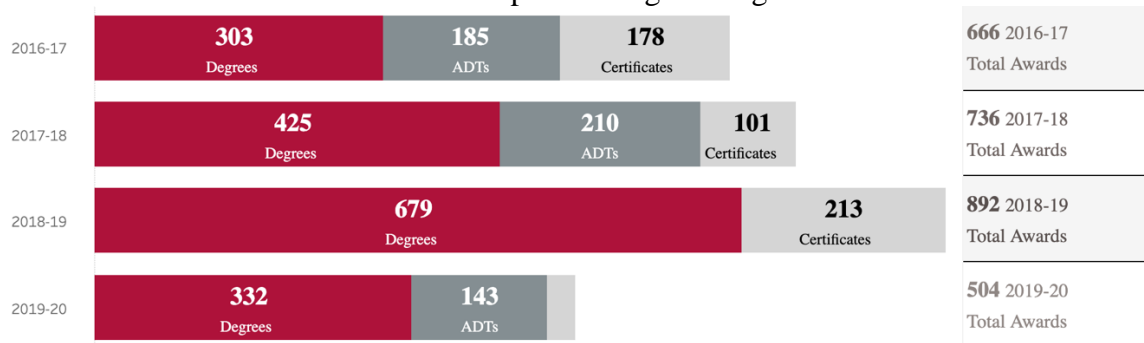 303 185 178 666 2016-17
2016-17
Degrees ADTs Certificates Total Awards
425 210 101 736 2017-18
2017-18
Degrees ADTs Certificates Total Awards
679 213 892 2018-19
2018-19
Degrees Certificates Total Awards
332 143 504 2019-20
2019-20
Degrees ADTs Total Awards